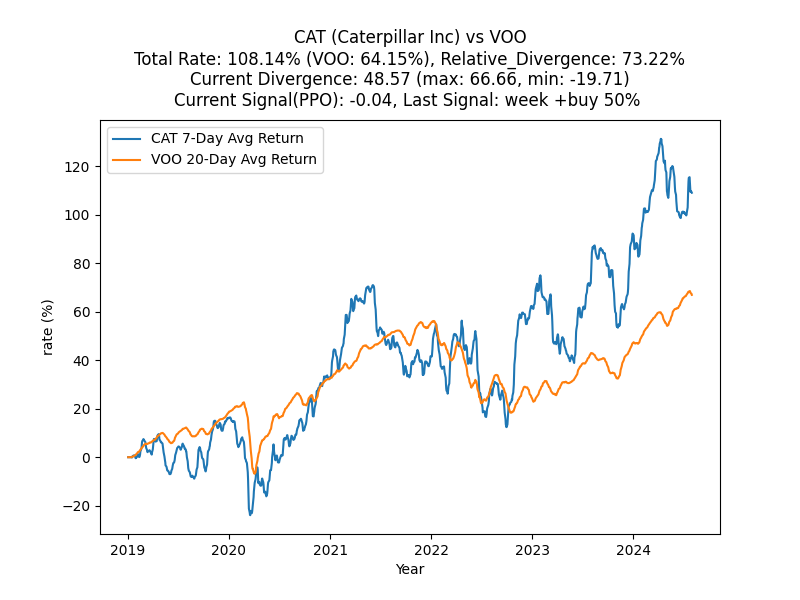 CAT (Caterpillar Inc) vs VOO
Total Rate: 108.14% (VOO: 64.15%), Relative_Divergence: 73.22%
Current Divergence: 48.57 (max: 66.66, min: -19.71)
Current Signal(PPO): -0.04, Last Signal: week +buy 50%
CAT 7-Day Avg Return
VOO 20-Day Avg Return
120
100
80
60
40
20
0
−20
rate (%)
2019 2020 2021 2022 2023 2024
Year